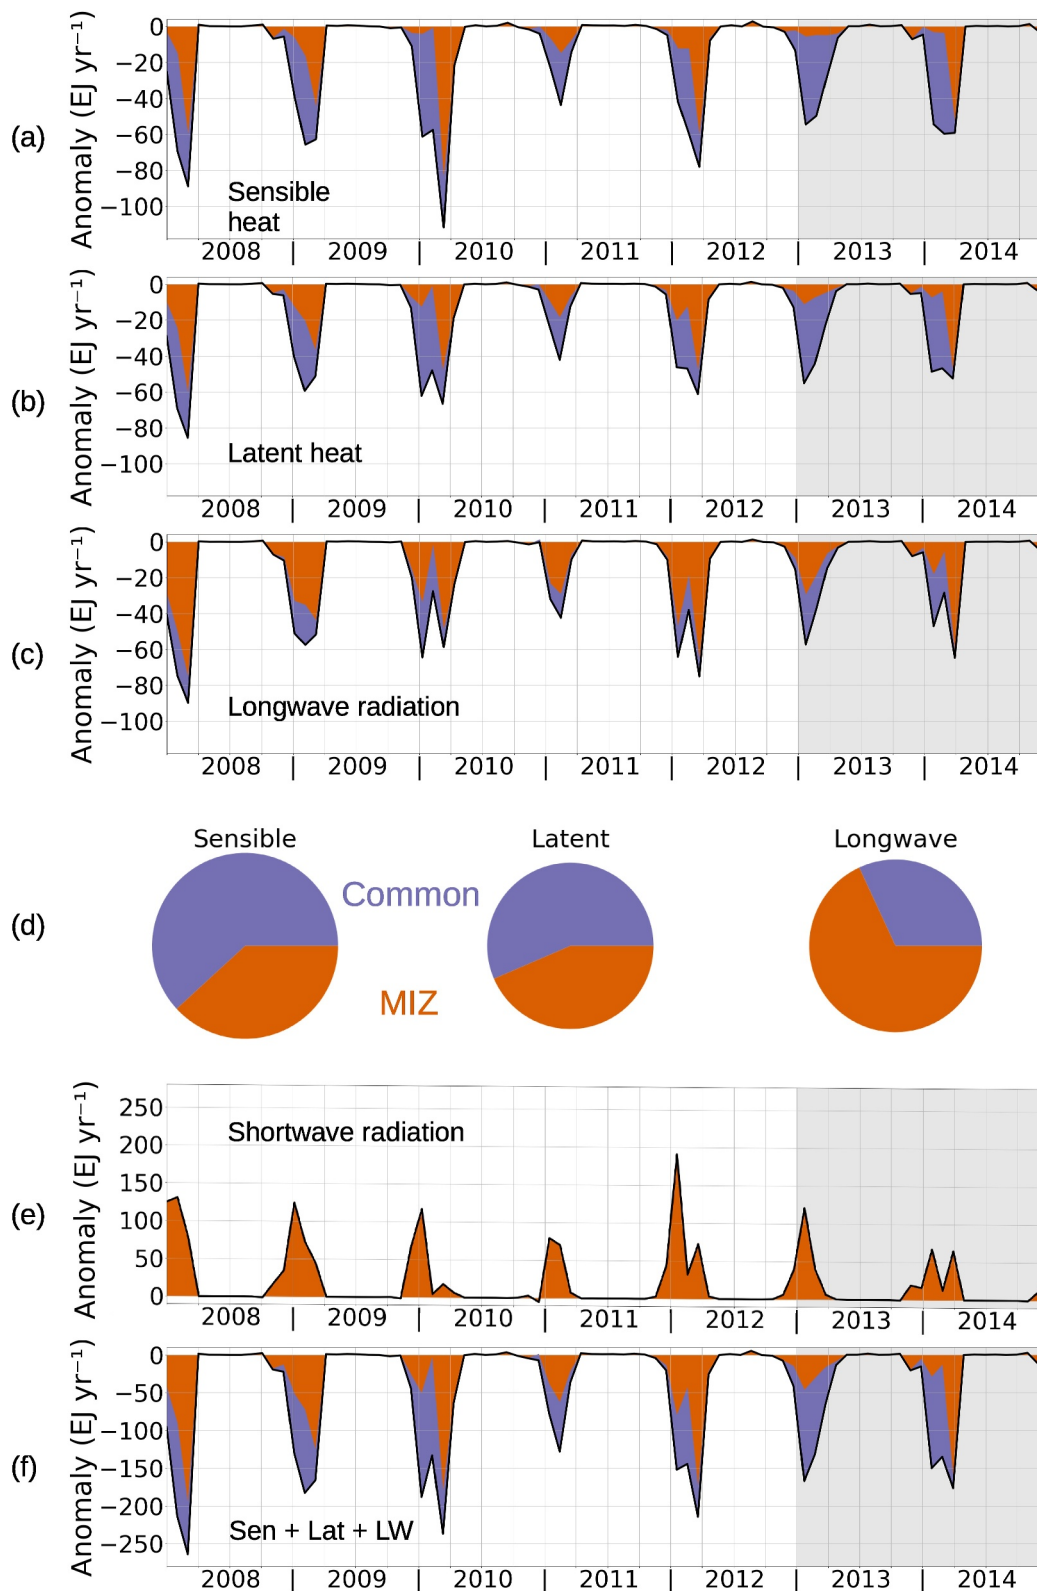 (a)
Anomaly (EJ yr⁻¹)
0
−20
−40
−60
−80
−100
Sensible
heat
2008 | 2009 | 2010 | 2011 | 2012 | 2013 | 2014
(b)
Anomaly (EJ yr⁻¹)
0
−20
−40
−60
−80
−100
Latent heat
2008 | 2009 | 2010 | 2011 | 2012 | 2013 | 2014
(c)
Anomaly (EJ yr⁻¹)
0
−20
−40
−60
−80
−100
Longwave radiation
2008 | 2009 | 2010 | 2011 | 2012 | 2013 | 2014
(d)
Sensible Latent Longwave
Common
MIZ
(e)
Anomaly (EJ yr⁻¹)
250
200
150
100
50
0
Shortwave radiation
2008 | 2009 | 2010 | 2011 | 2012 | 2013 | 2014
(f)
Anomaly (EJ yr⁻¹)
0
−50
−100
−150
−200
−250
Sen + Lat + LW
2008 | 2009 | 2010 | 2011 | 2012 | 2013 | 2014